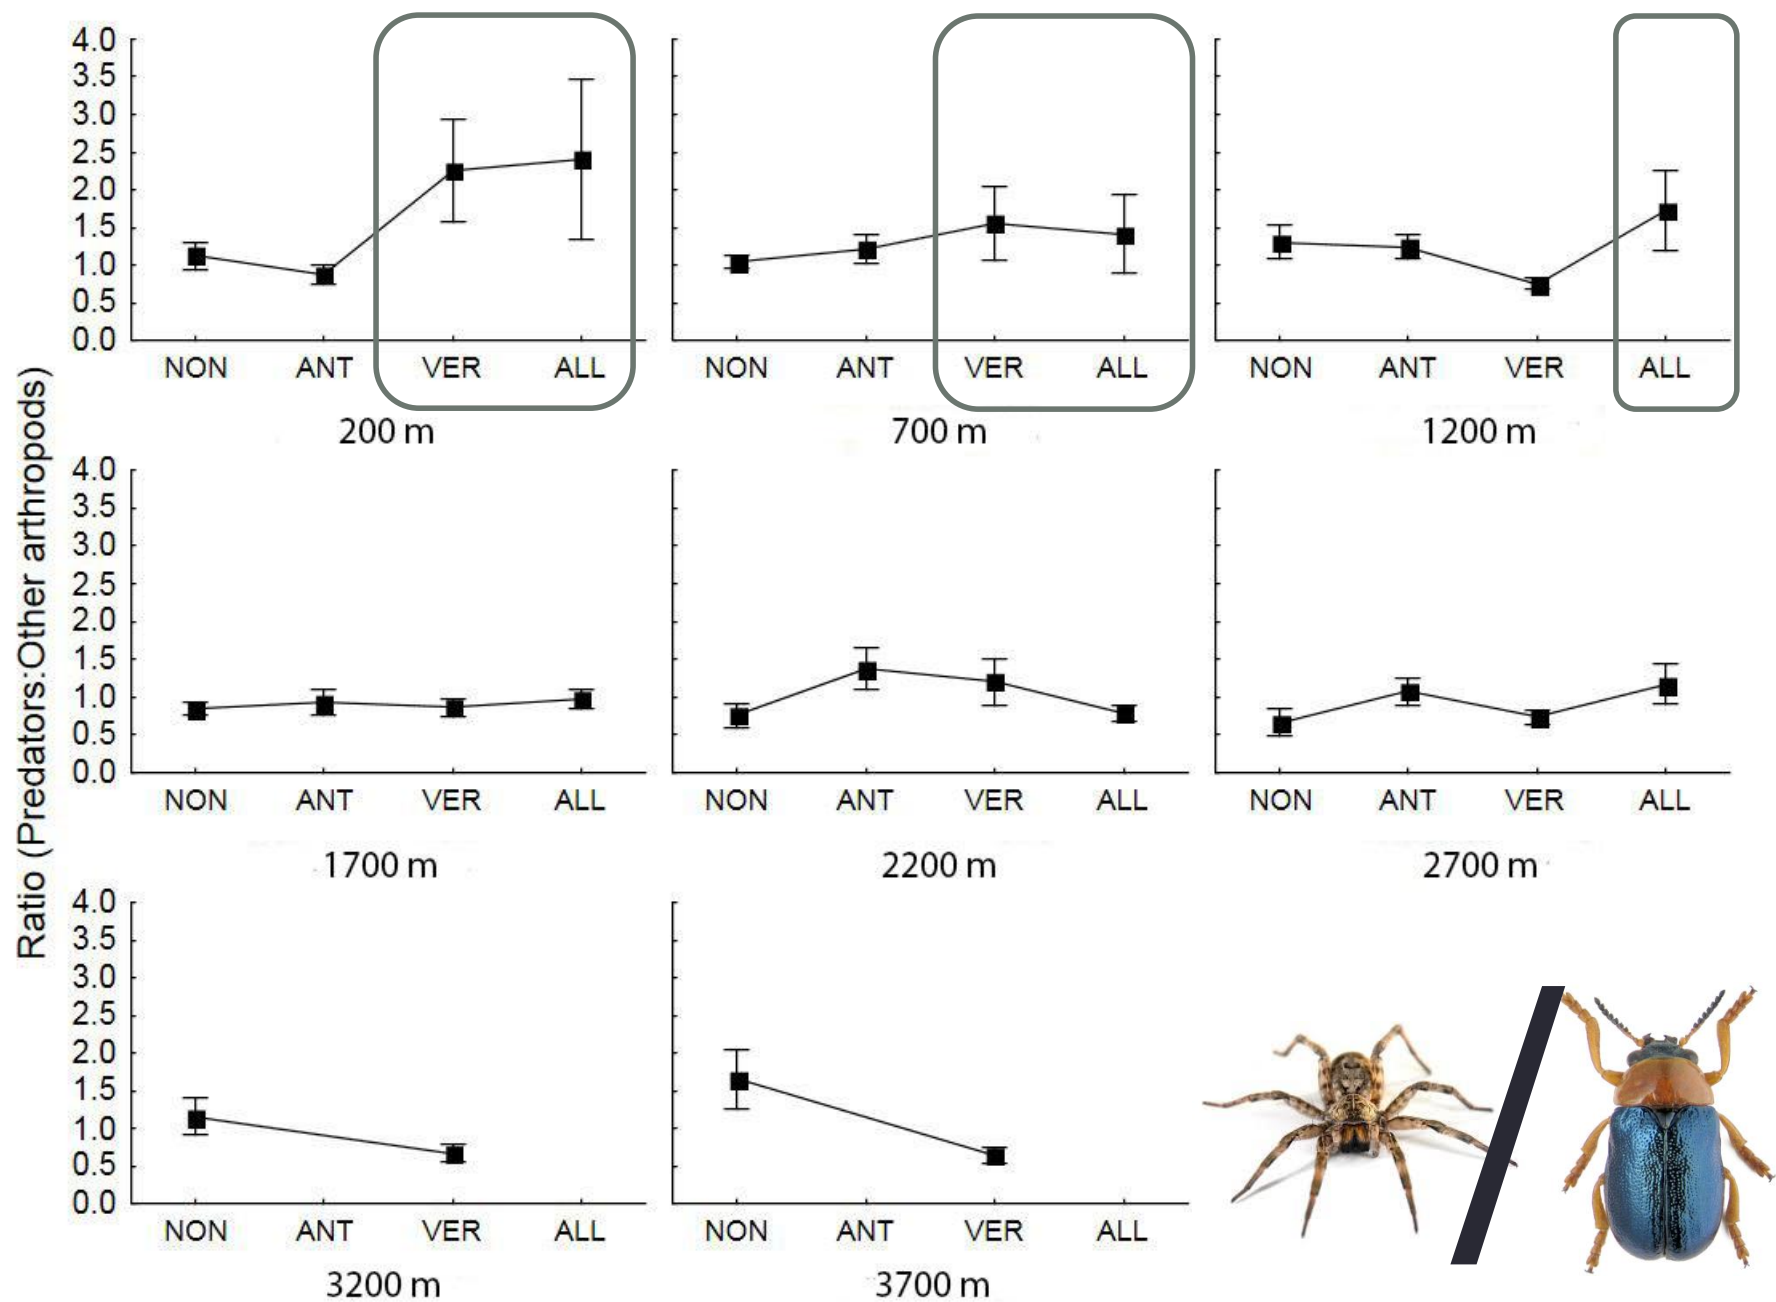 Ratio (Predators:Other arthropods)
4.0
3.5
3.0
2.5
2.0
1.5
1.0
0.5
0.0
NON ANT VER ALL
200 m
NON ANT VER ALL
700 m
NON ANT VER ALL
1200 m
4.0
3.5
3.0
2.5
2.0
1.5
1.0
0.5
0.0
NON ANT VER ALL
1700 m
NON ANT VER ALL
2200 m
NON ANT VER ALL
2700 m
4.0
3.5
3.0
2.5
2.0
1.5
1.0
0.5
0.0
NON ANT VER ALL
3200 m
NON ANT VER ALL
3700 m